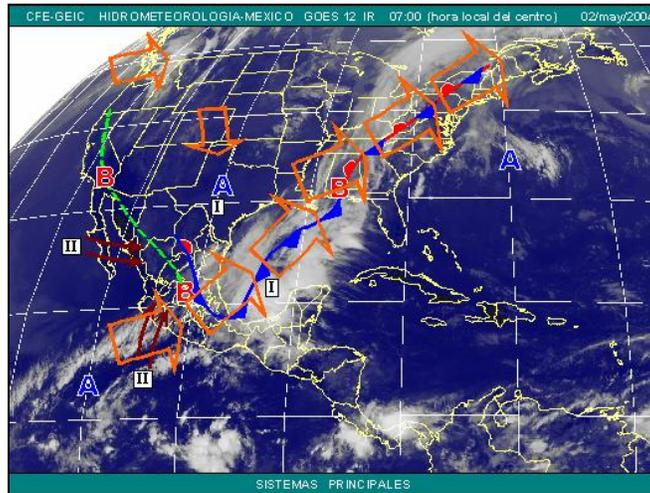 CFE-GEIC HIDROMETEOROLOGIA-MEXICO GOES 12 IR 07:00 (hora local del centro) 02/may/2004
B
A
I
B
A
II
B
I
A
II
SISTEMAS PRINCIPALES